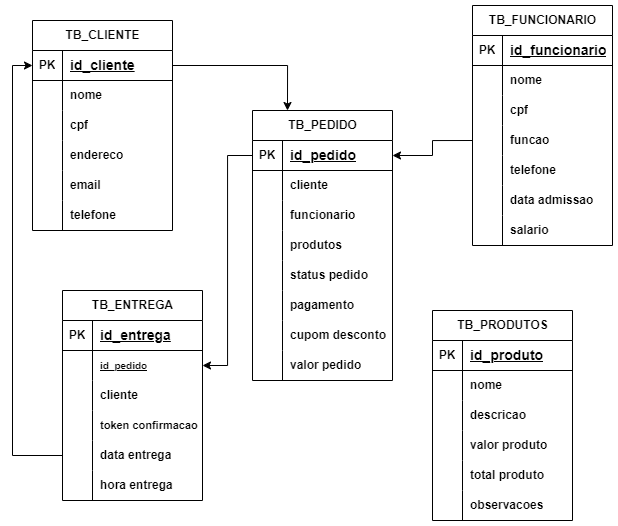 TB_CLIENTE
PK id_cliente
nome
cpf
endereco
email
telefone
TB_PEDIDO
PK id_pedido
cliente
funcionario
produtos
status pedido
pagamento
cupom desconto
valor pedido
TB_FUNCIONARIO
PK id_funcionario
nome
cpf
funcao
telefone
data admissao
salario
TB_ENTREGA
PK id_entrega
id_pedido
cliente
token confirmacao
data entrega
hora entrega
TB_PRODUTOS
PK id_produto
nome
descricao
valor produto
total produto
observacoes